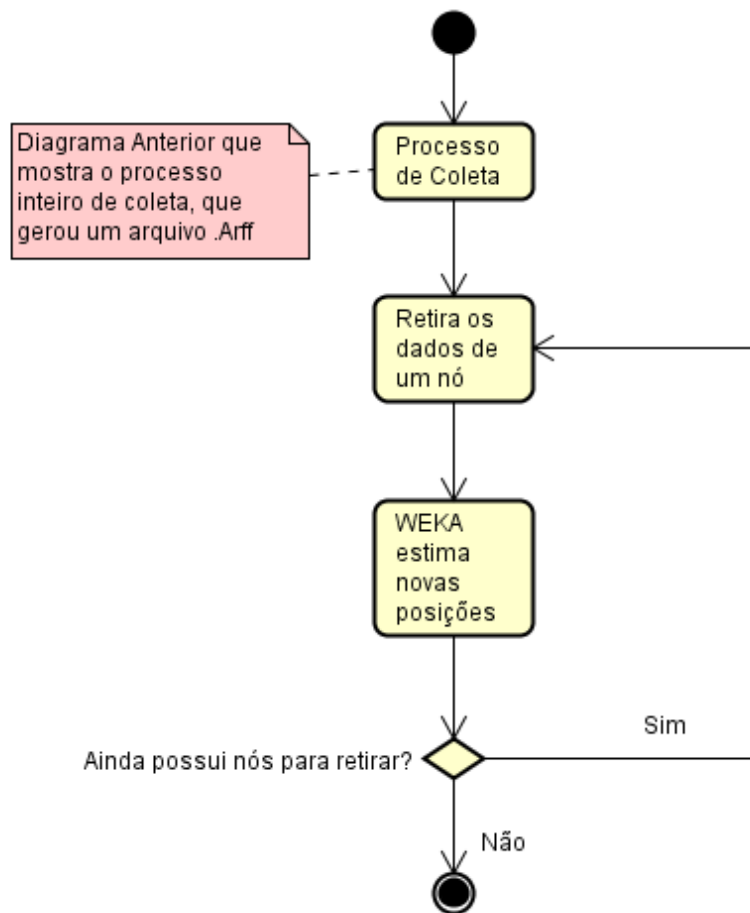 Processo
de Coleta
Diagrama Anterior que
mostra o processo
inteiro de coleta, que
gerou um arquivo .Arff
Retira os
dados de
um nó
WEKA
estima
novas
posições
Sim
Ainda possui nós para retirar?
Não